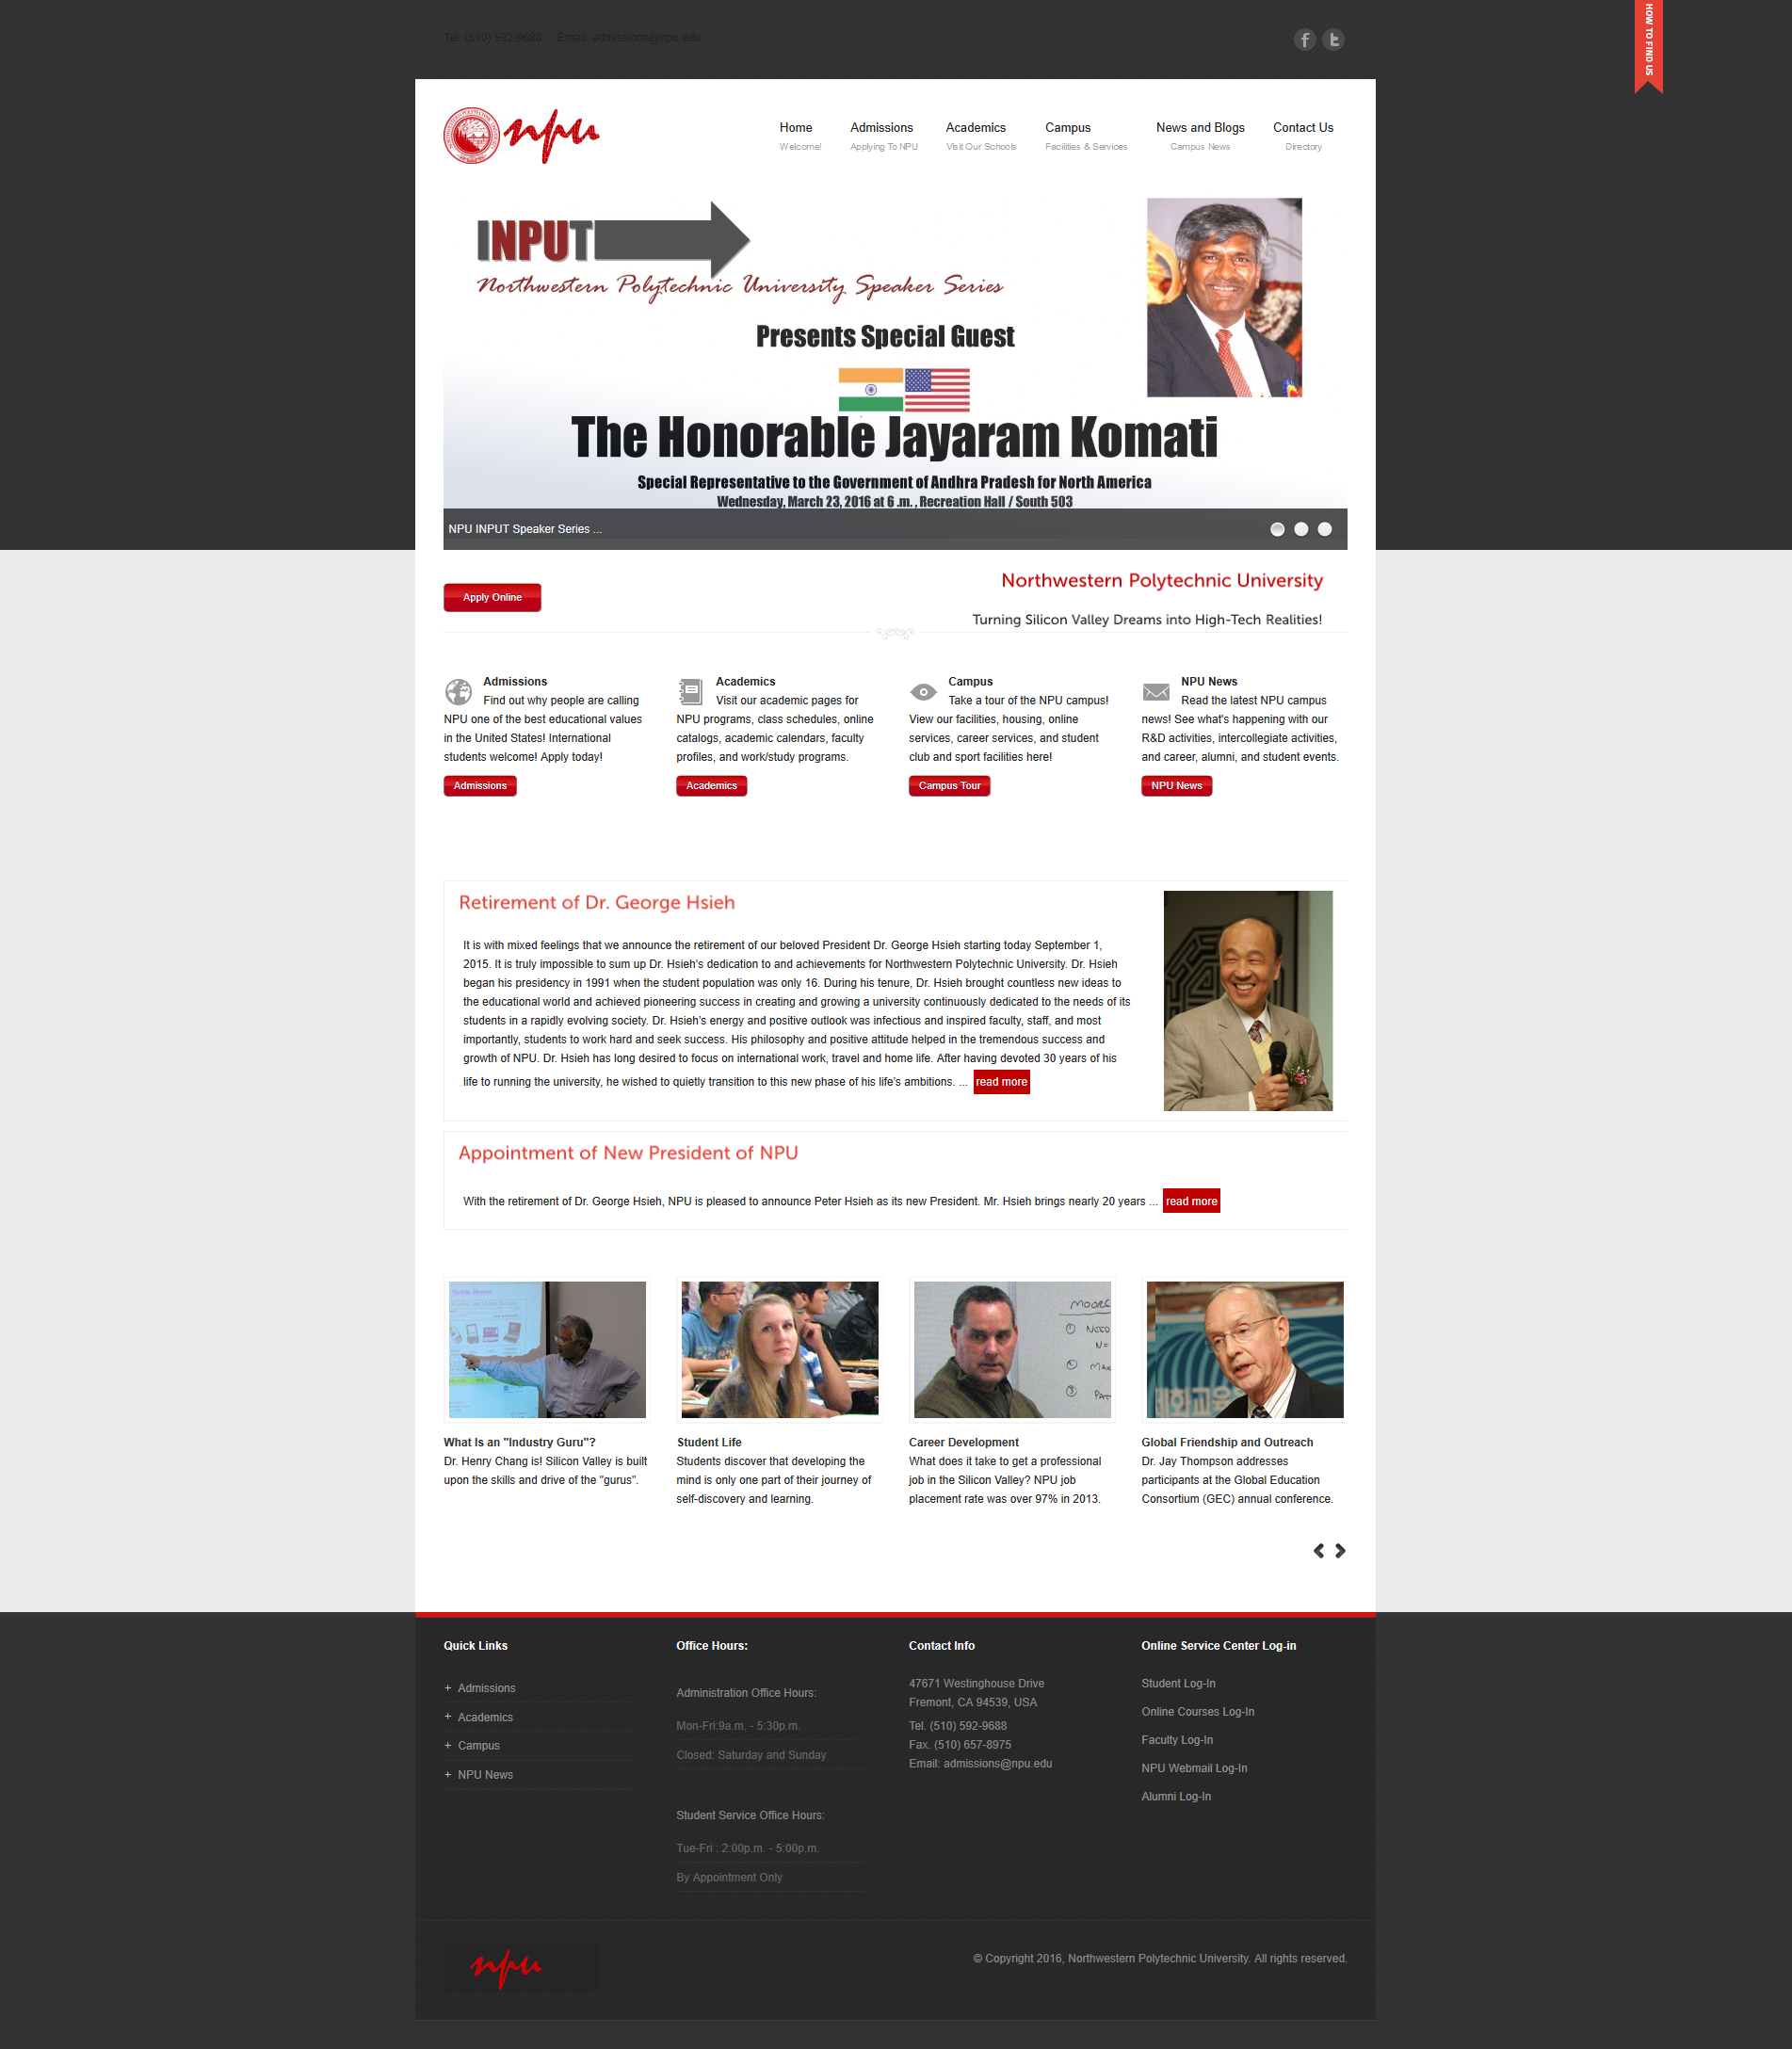 Tel: (510) 592-9688 Email: admissions@npu.edu
HOW TO FIND US
npu
Home Admissions Academics Campus News and Blogs Contact Us
Welcome! Applying To NPU Visit Our Schools Facilities & Services Campus News Directory
INPUT
Northwestern Polytechnic University Speaker Series
Presents Special Guest
The Honorable Jayaram Komati
Special Representative to the Government of Andhra Pradesh for North America
Wednesday, March 23, 2016 at 6 .m. , Recreation Hall / South 503
NPU INPUT Speaker Series ...
Apply Online
Northwestern Polytechnic University
Turning Silicon Valley Dreams into High-Tech Realities!
Admissions
Find out why people are calling
NPU one of the best educational values
in the United States! International
students welcome! Apply today!
Admissions
Academics
Visit our academic pages for
NPU programs, class schedules, online
catalogs, academic calendars, faculty
profiles, and work/study programs.
Academics
Campus
Take a tour of the NPU campus!
View our facilities, housing, online
services, career services, and student
club and sport facilities here!
Campus Tour
NPU News
Read the latest NPU campus
news! See what's happening with our
R&D activities, intercollegiate activities,
and career, alumni, and student events.
NPU News
Retirement of Dr. George Hsieh
It is with mixed feelings that we announce the retirement of our beloved President Dr. George Hsieh starting today September 1,
2015. It is truly impossible to sum up Dr. Hsieh's dedication to and achievements for Northwestern Polytechnic University. Dr. Hsieh
began his presidency in 1991 when the student population was only 16. During his tenure, Dr. Hsieh brought countless new ideas to
the educational world and achieved pioneering success in creating and growing a university continuously dedicated to the needs of its
students in a rapidly evolving society. Dr. Hsieh's energy and positive outlook was infectious and inspired faculty, staff, and most
importantly, students to work hard and seek success. His philosophy and positive attitude helped in the tremendous success and
growth of NPU. Dr. Hsieh has long desired to focus on international work, travel and home life. After having devoted 30 years of his
life to running the university, he wished to quietly transition to this new phase of his life's ambitions. ... read more
Appointment of New President of NPU
With the retirement of Dr. George Hsieh, NPU is pleased to announce Peter Hsieh as its new President. Mr. Hsieh brings nearly 20 years ... read more
Mobile Devices
MOORE
① NEED
N=
② MA
③ PAT
대회교육
What Is an "Industry Guru"?
Dr. Henry Chang is! Silicon Valley is built
upon the skills and drive of the "gurus".
Student Life
Students discover that developing the
mind is only one part of their journey of
self-discovery and learning.
Career Development
What does it take to get a professional
job in the Silicon Valley? NPU job
placement rate was over 97% in 2013.
Global Friendship and Outreach
Dr. Jay Thompson addresses
participants at the Global Education
Consortium (GEC) annual conference.
Quick Links
+ Admissions
+ Academics
+ Campus
+ NPU News
Office Hours:
Administration Office Hours:
Mon-Fri:9a.m. - 5:30p.m.
Closed: Saturday and Sunday
Student Service Office Hours:
Tue-Fri : 2:00p.m. - 5:00p.m.
By Appointment Only
Contact Info
47671 Westinghouse Drive
Fremont, CA 94539, USA
Tel. (510) 592-9688
Fax. (510) 657-8975
Email: admissions@npu.edu
Online Service Center Log-in
Student Log-In
Online Courses Log-In
Faculty Log-In
NPU Webmail Log-In
Alumni Log-In
npu
© Copyright 2016, Northwestern Polytechnic University. All rights reserved.